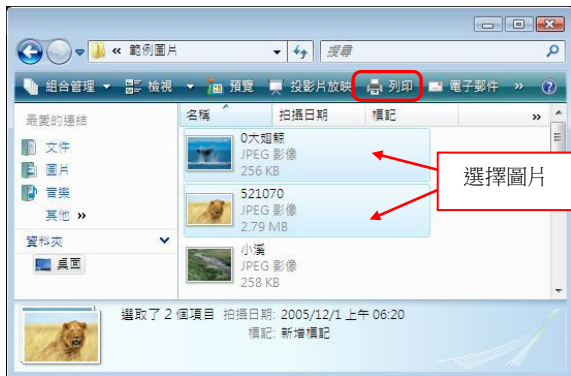 « 範例圖片
搜尋
組合管理 檢視 預覽 投影片放映 列印 電子郵件 »
最愛的連結
文件
圖片
音樂
其他 »
資料夾
桌面
名稱 拍攝日期 標記 »
0大翅鯨
JPEG 影像
256 KB
521070
JPEG 影像
2.79 MB
小溪
JPEG 影像
258 KB
選擇圖片
選取了 2 個項目 拍攝日期: 2005/12/1 上午 06:20
標記: 新增標記